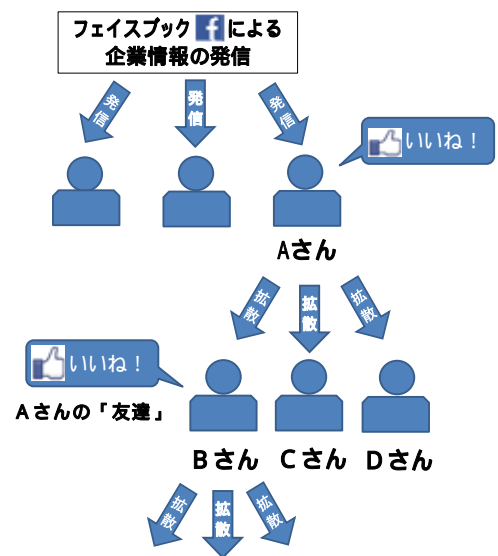 フェイスブック f による
企業情報の発信
発信
発信
発信
いいね！
Aさん
拡散
拡散
拡散
いいね！
Aさんの「友達」
Bさん
Cさん
Dさん
拡散
拡散
拡散